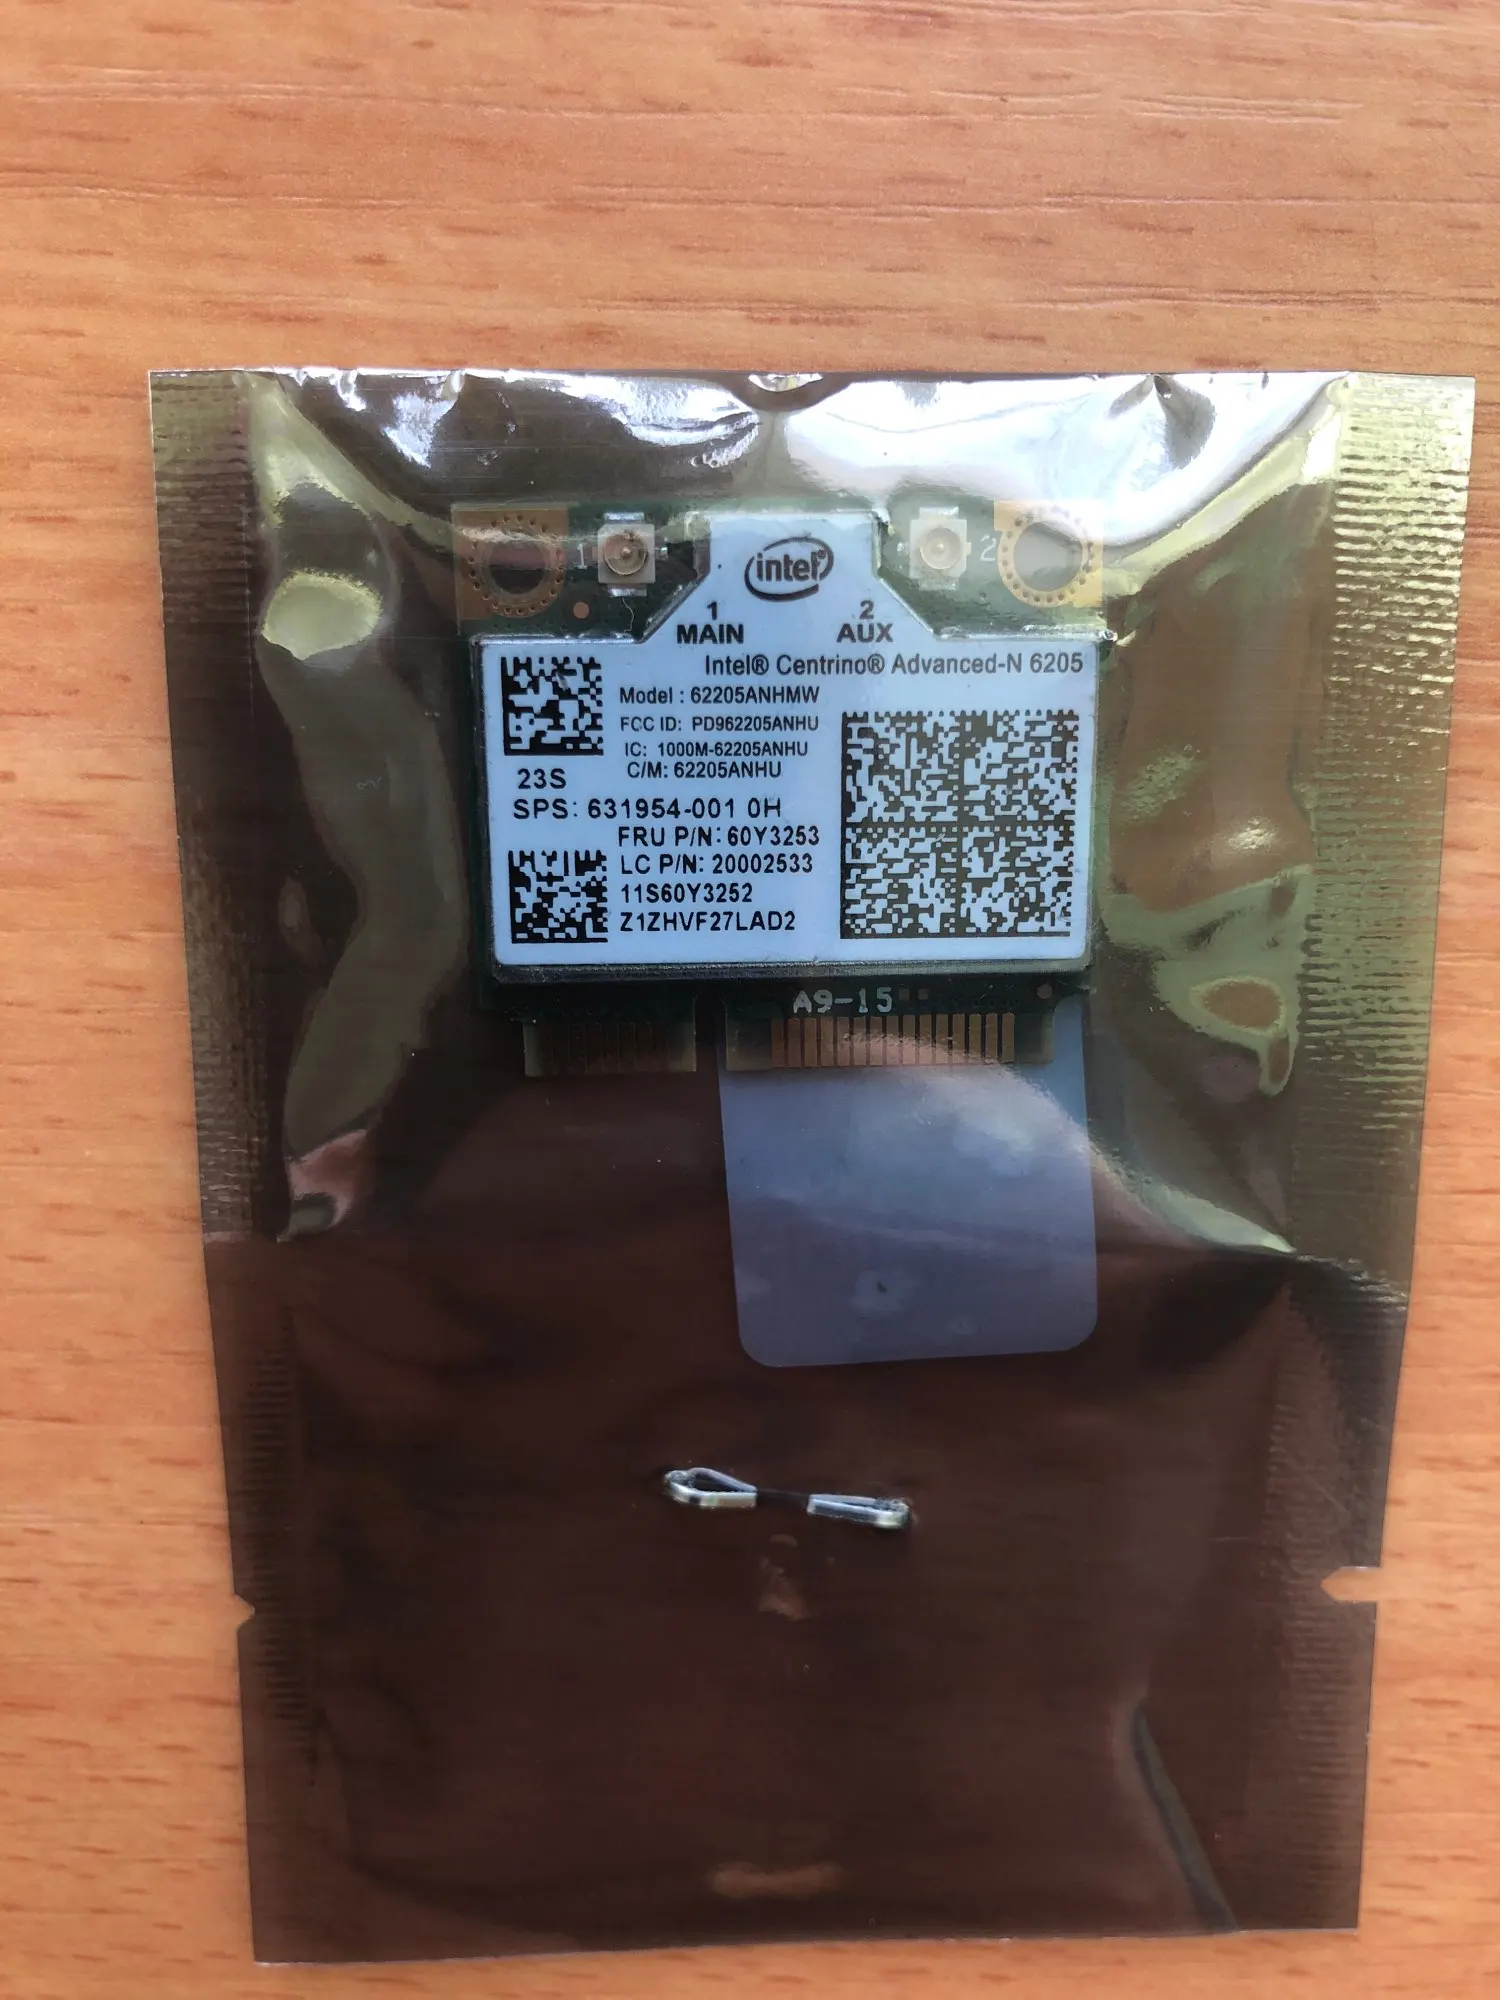 1
intel®
2
1
MAIN
2
AUX
Intel® Centrino® Advanced-N 6205
Model : 62205ANHMW
FCC ID: PD962205ANHU
IC: 1000M-62205ANHU
C/M: 62205ANHU
23S
SPS: 631954-001 0H
FRU P/N: 60Y3253
LC P/N: 20002533
11S60Y3252
Z1ZHVF27LAD2
A9-15